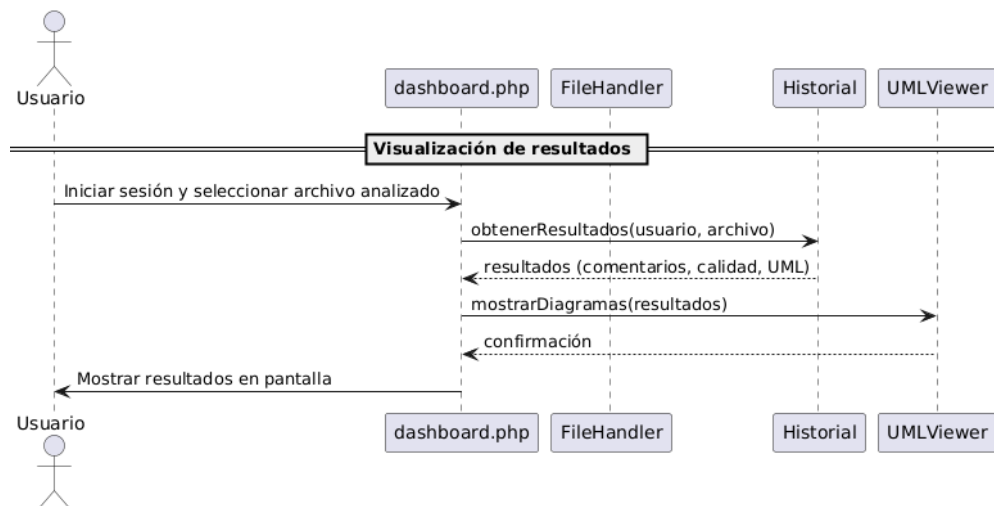 Usuario
dashboard.php
FileHandler
Historial
UMLViewer
Visualización de resultados
Iniciar sesión y seleccionar archivo analizado
obtenerResultados(usuario, archivo)
resultados (comentarios, calidad, UML)
mostrarDiagramas(resultados)
confirmación
Mostrar resultados en pantalla
Usuario
dashboard.php
FileHandler
Historial
UMLViewer